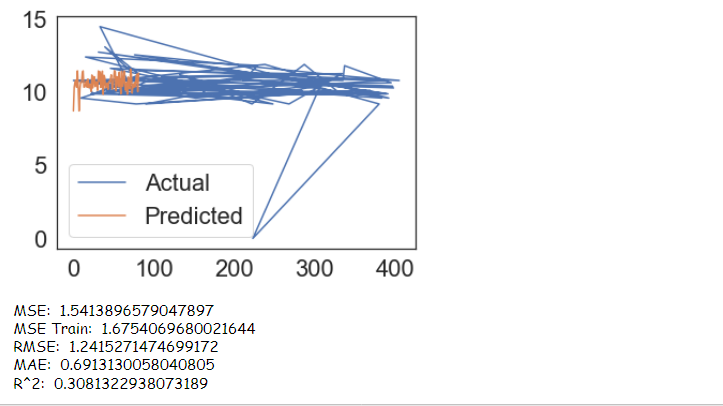 15
10
5
0
Actual
Predicted
0 100 200 300 400
MSE: 1.5413896579047897
MSE Train: 1.6754069680021644
RMSE: 1.2415271474699172
MAE: 0.6913130058040805
R^2: 0.3081322938073189